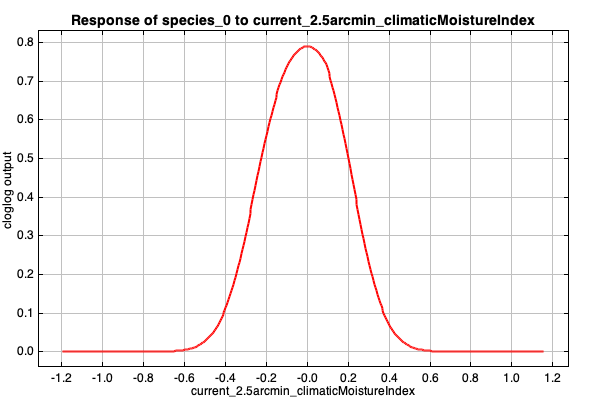 Response of species_0 to current_2.5arcmin_climaticMoistureIndex
cloglog output
0.8
0.7
0.6
0.5
0.4
0.3
0.2
0.1
0.0
-1.2 -1.0 -0.8 -0.6 -0.4 -0.2 -0.0 0.2 0.4 0.6 0.8 1.0 1.2
current_2.5arcmin_climaticMoistureIndex